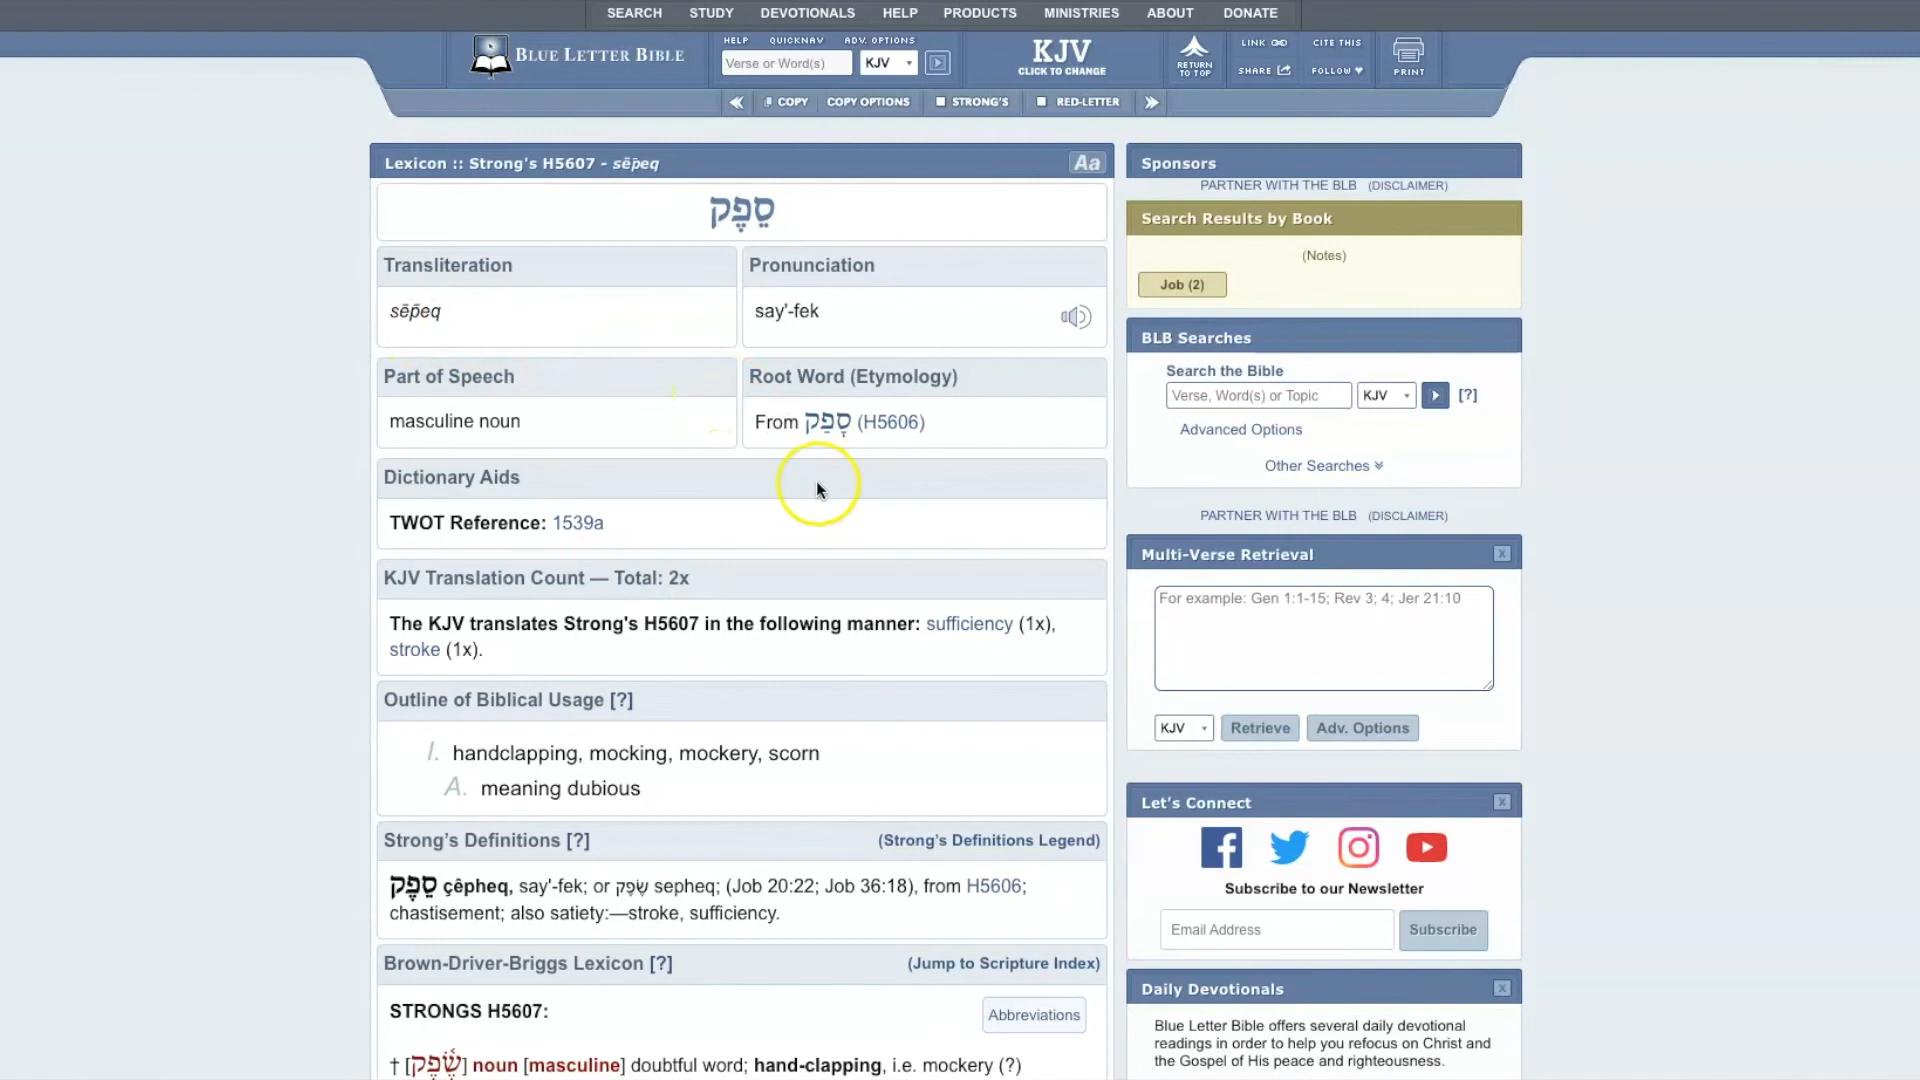 SEARCH STUDY DEVOTIONALS HELP PRODUCTS MINISTRIES ABOUT DONATE
BLUE LETTER BIBLE
HELP QUICKNAV ADV. OPTIONS
Verse or Word(s) KJV
KJV
CLICK TO CHANGE
RETURN
TO TOP
LINK CITE THIS
SHARE FOLLOW
PRINT
COPY COPY OPTIONS STRONG'S RED-LETTER
Lexicon :: Strong's H5607 - sēp̄eq Aa
סֵפֶק
Transliteration
sēp̄eq
Pronunciation
say'-fek
Part of Speech
masculine noun
Root Word (Etymology)
From סָפַק (H5606)
Dictionary Aids
TWOT Reference: 1539a
KJV Translation Count — Total: 2x
The KJV translates Strong's H5607 in the following manner: sufficiency (1x),
stroke (1x).
Outline of Biblical Usage [?]
I. handclapping, mocking, mockery, scorn
A. meaning dubious
Strong's Definitions [?] (Strong's Definitions Legend)
סֵפֶק çêpheq, say'-fek; or שֶׂפֶק sepheq; (Job 20:22; Job 36:18), from H5606;
chastisement; also satiety:—stroke, sufficiency.
Brown-Driver-Briggs Lexicon [?] (Jump to Scripture Index)
STRONGS H5607: Abbreviations
† [שֶׂ֫פֶק] noun [masculine] doubtful word; hand-clapping, i.e. mockery (?)
Sponsors
PARTNER WITH THE BLB (DISCLAIMER)
Search Results by Book
(Notes)
Job (2)
BLB Searches
Search the Bible
Verse, Word(s) or Topic KJV [?]
Advanced Options
Other Searches
PARTNER WITH THE BLB (DISCLAIMER)
Multi-Verse Retrieval x
For example: Gen 1:1-15; Rev 3; 4; Jer 21:10
KJV Retrieve Adv. Options
Let's Connect x
Subscribe to our Newsletter
Email Address Subscribe
Daily Devotionals x
Blue Letter Bible offers several daily devotional
readings in order to help you refocus on Christ and
the Gospel of His peace and righteousness.